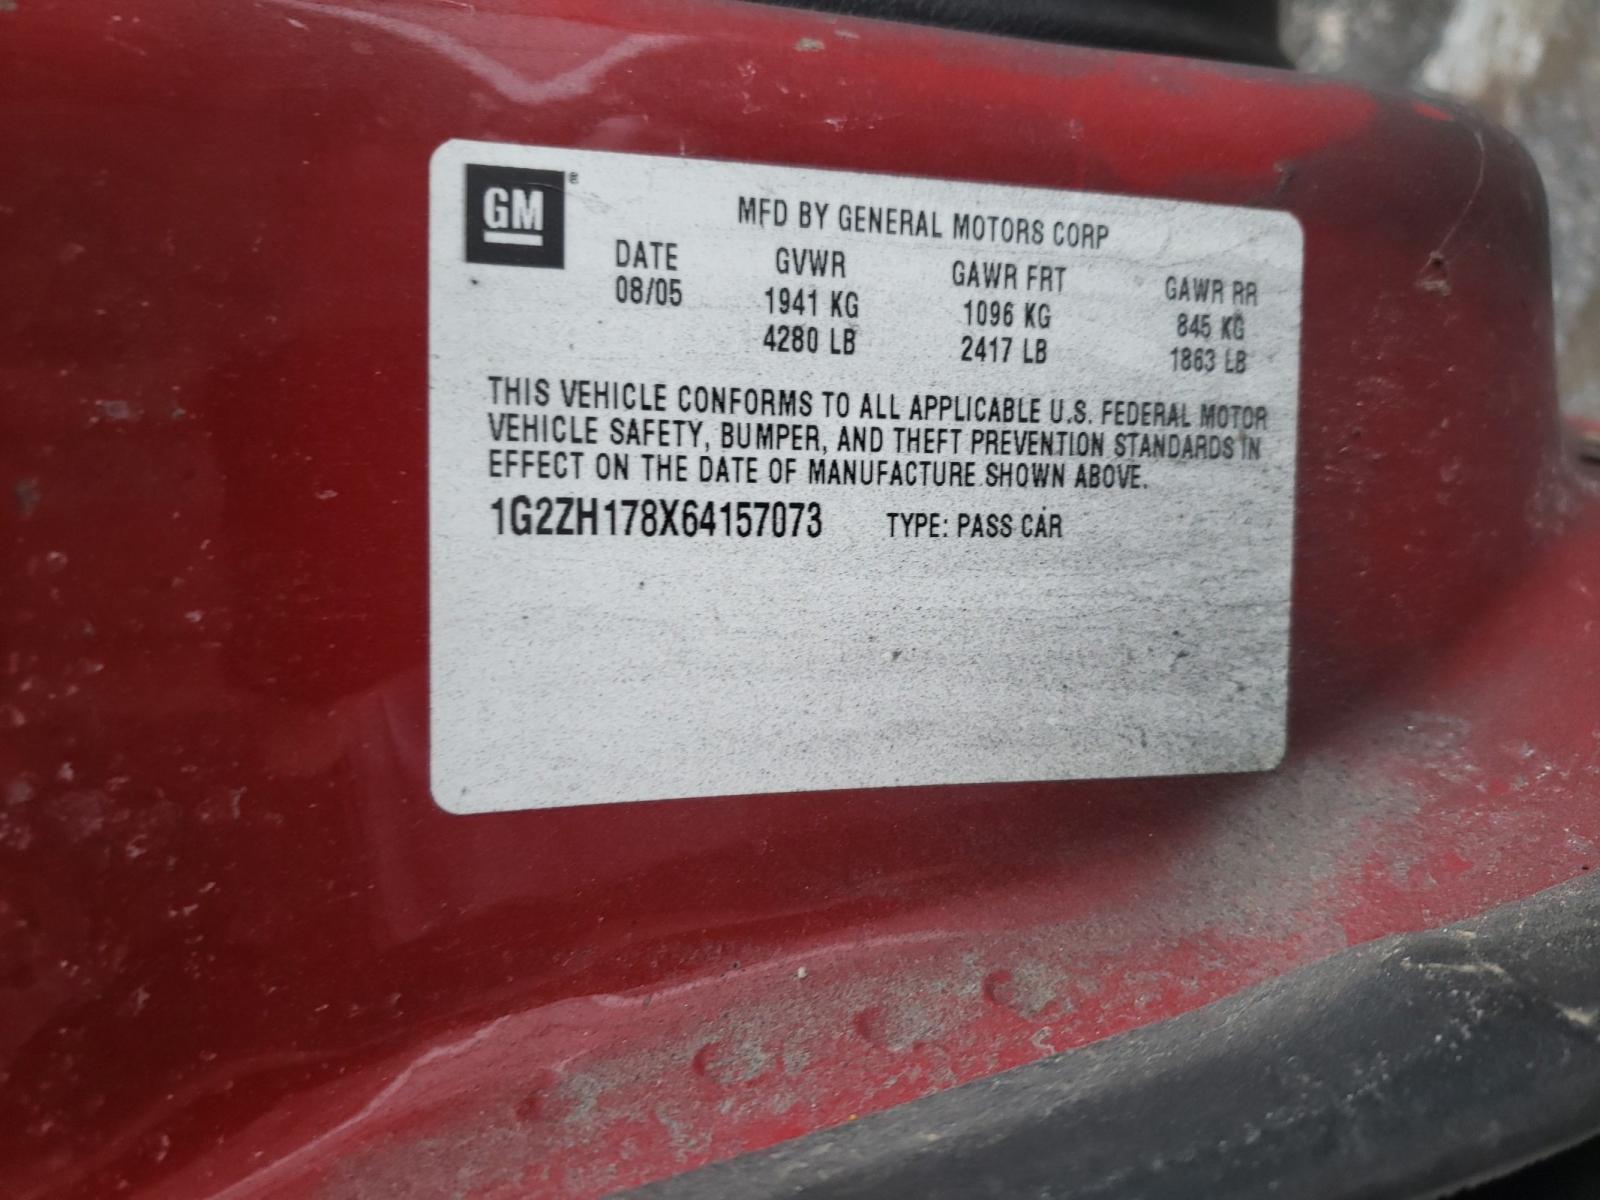 GM®
MFD BY GENERAL MOTORS CORP
DATE GVWR GAWR FRT GAWR RR
08/05 1941 KG 1096 KG 845 KG
4280 LB 2417 LB 1863 LB
THIS VEHICLE CONFORMS TO ALL APPLICABLE U.S. FEDERAL MOTOR
VEHICLE SAFETY, BUMPER, AND THEFT PREVENTION STANDARDS IN
EFFECT ON THE DATE OF MANUFACTURE SHOWN ABOVE.
1G2ZH178X64157073 TYPE: PASS CAR